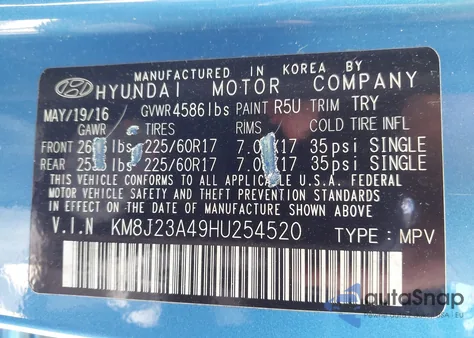 MANUFACTURED IN KOREA BY
HYUNDAI MOTOR COMPANY
MAY/19/16 GVWR 4586lbs PAINT R5U TRIM TRY
GAWR TIRES RIMS COLD TIRE INFL
FRONT lbs 225/60R17 35psi SINGLE
REAR lbs 225/60R17 35psi SINGLE
THIS VEHICLE CONFORMS TO ALL APPLICABLE U.S.A. FEDERAL
MOTOR VEHICLE SAFETY AND THEFT PREVENTION STANDARDS
IN EFFECT ON THE DATE OF MANUFACTURE SHOWN ABOVE.
V.I.N KM8J23A49HU254520 TYPE: MPV
autoSnap